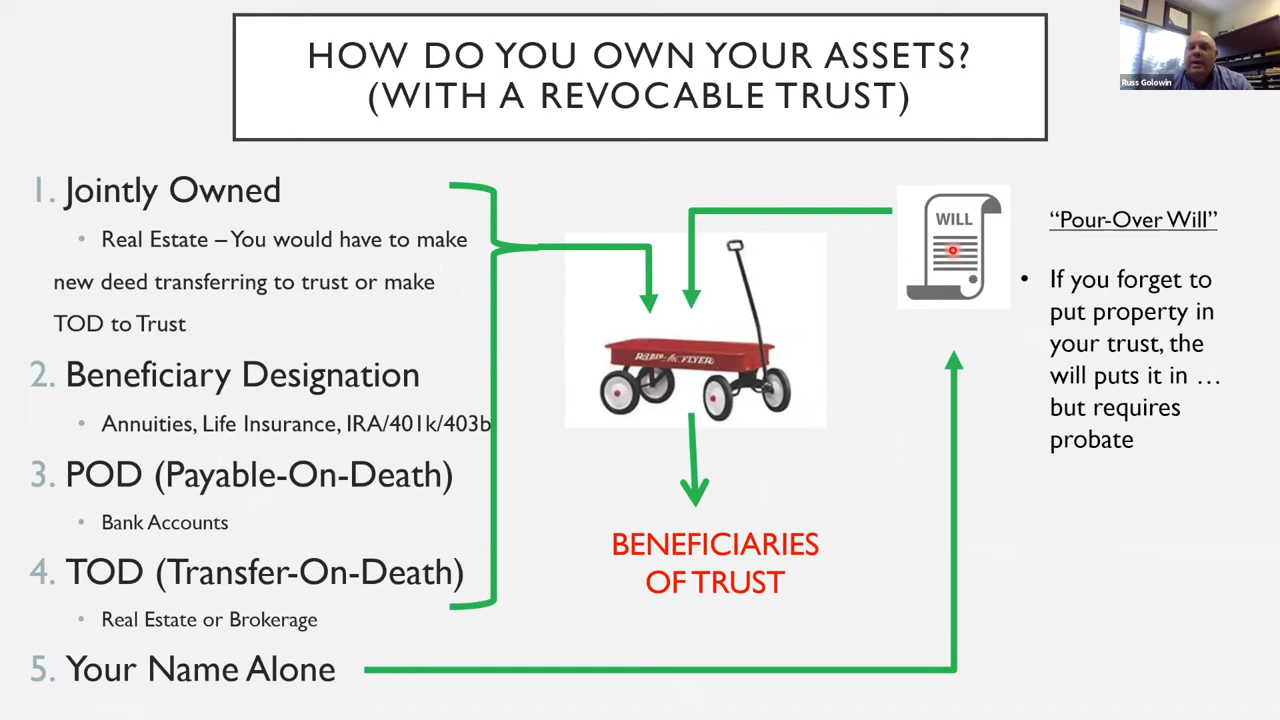 HOW DO YOU OWN YOUR ASSETS?
(WITH A REVOCABLE TRUST)
Russ Golowin
1. Jointly Owned
• Real Estate – You would have to make
new deed transferring to trust or make
TOD to Trust
2. Beneficiary Designation
• Annuities, Life Insurance, IRA/401k/403b
3. POD (Payable-On-Death)
• Bank Accounts
4. TOD (Transfer-On-Death)
• Real Estate or Brokerage
5. Your Name Alone
RADIO FLYER
BENEFICIARIES
OF TRUST
WILL
“Pour-Over Will”
• If you forget to
put property in
your trust, the
will puts it in …
but requires
probate